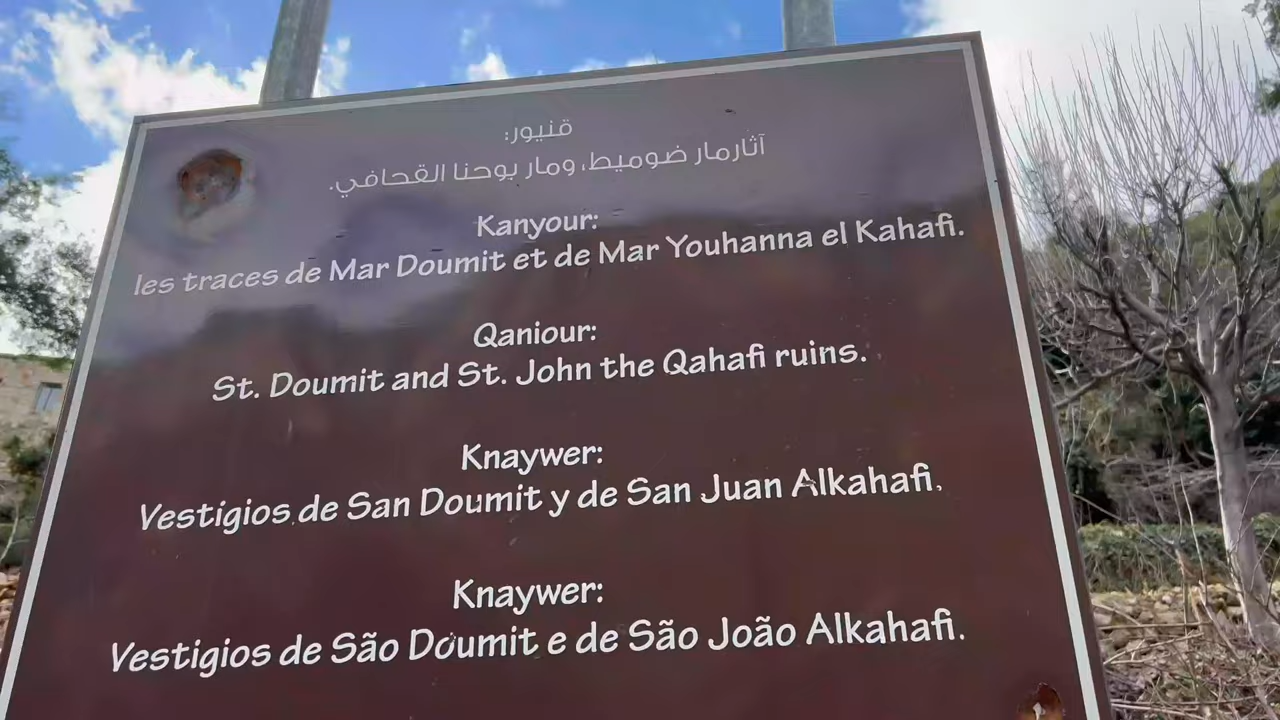 قنيور:
آثارمار ضوميط، ومار يوحنا القحافي.
Kanyour:
les traces de Mar Doumit et de Mar Youhanna el Kahafi.
Qaniour:
St. Doumit and St. John the Qahafi ruins.
Knaywer:
Vestigios de San Doumit y de San Juan Alkahafi.
Knaywer:
Vestigios de São Doumit e de São João Alkahafi.